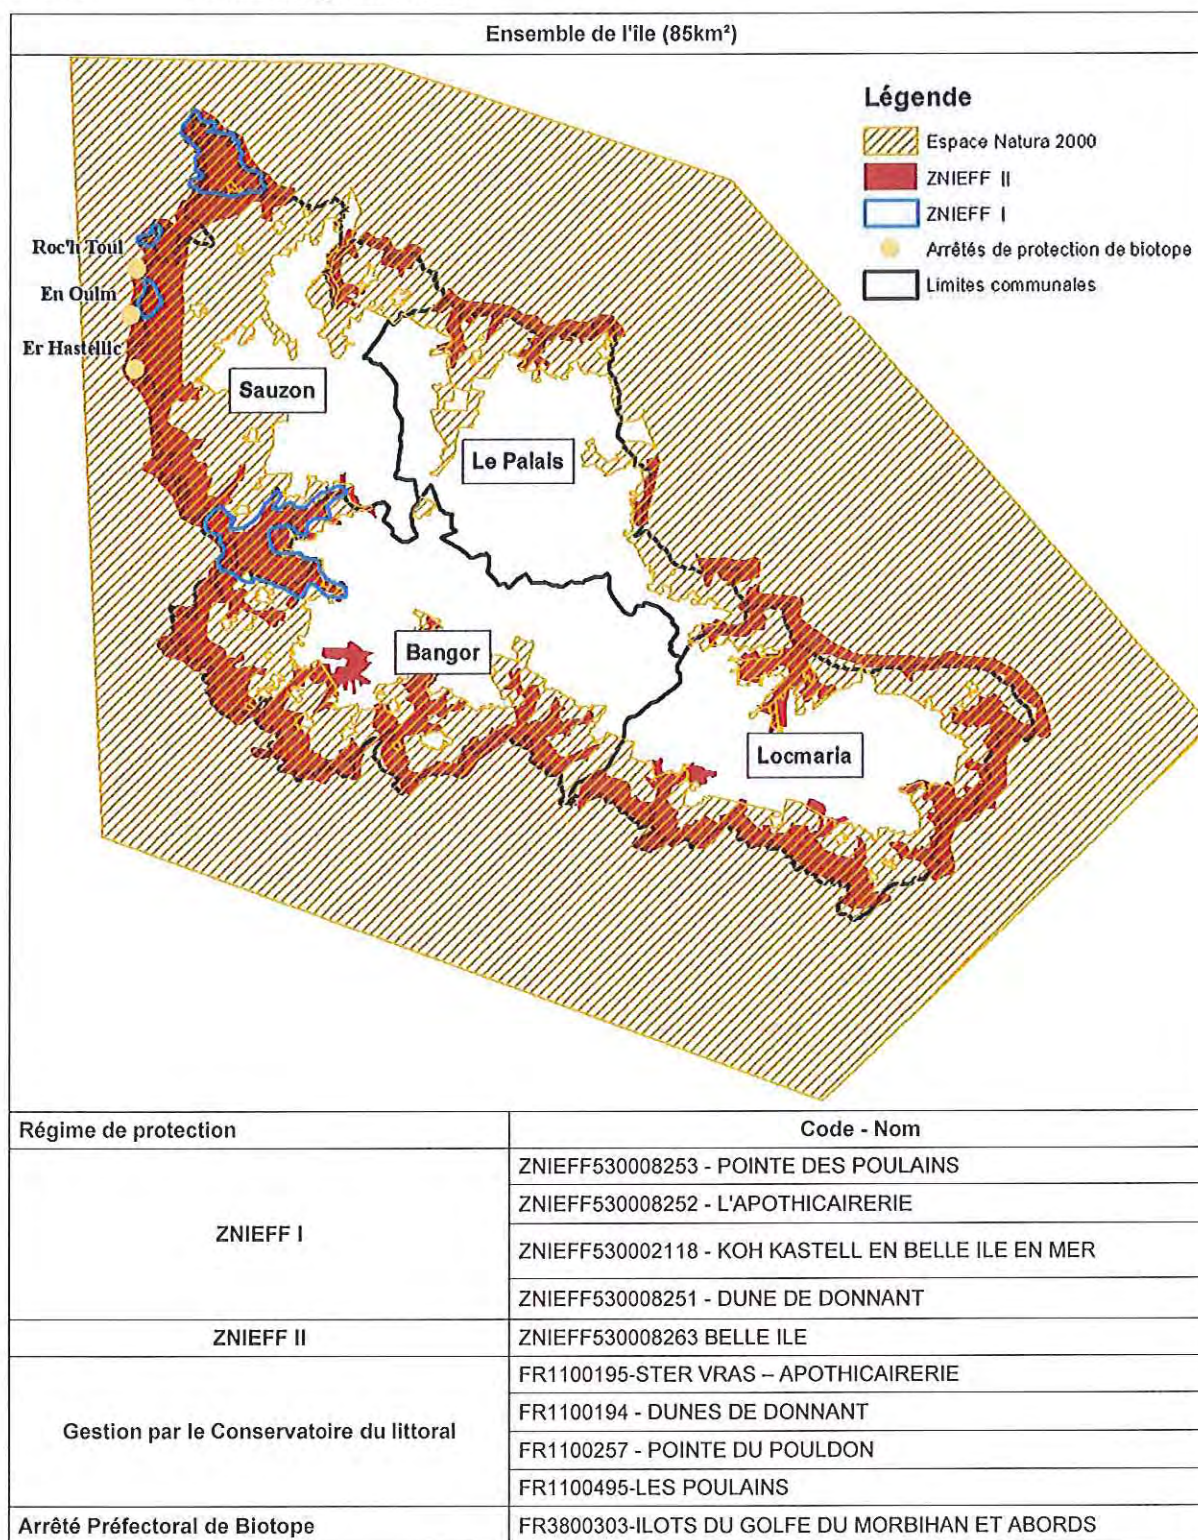 Ensemble de l'île (85km²)
Légende
Espace Natura 2000
ZNIEFF II
ZNIEFF I
Arrêtés de protection de biotope
Limites communales
Roc'h Toul
En Oulm
Er Hastellic
Sauzon
Le Palais
Bangor
Locmaria
Régime de protection
Code - Nom
ZNIEFF I
ZNIEFF530008253 - POINTE DES POULAINS
ZNIEFF530008252 - L'APOTHICAIRERIE
ZNIEFF530002118 - KOH KASTELL EN BELLE ILE EN MER
ZNIEFF530008251 - DUNE DE DONNANT
ZNIEFF II
ZNIEFF530008263 BELLE ILE
Gestion par le Conservatoire du littoral
FR1100195-STER VRAS – APOTHICAIRERIE
FR1100194 - DUNES DE DONNANT
FR1100257 - POINTE DU POULDON
FR1100495-LES POULAINS
Arrêté Préfectoral de Biotope
FR3800303-ILOTS DU GOLFE DU MORBIHAN ET ABORDS